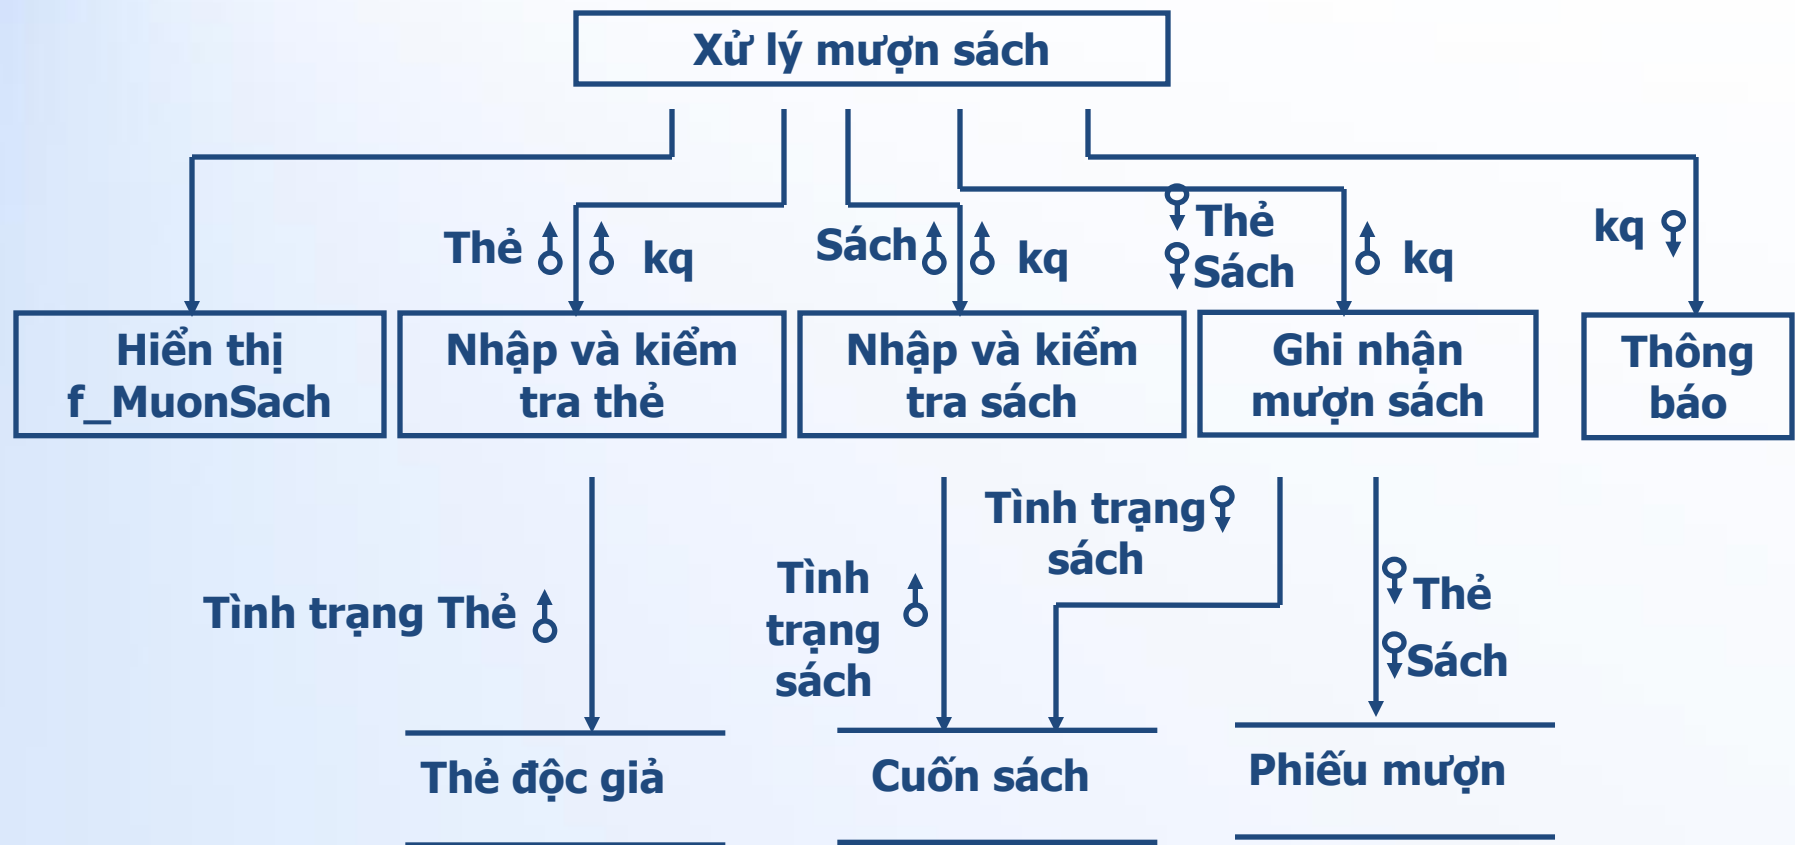 Xử lý mượn sách
Thẻ
kq
Sách
kq
Thẻ
Sách
kq
kq
Hiển thị
f_MuonSach
Nhập và kiểm
tra thẻ
Nhập và kiểm
tra sách
Ghi nhận
mượn sách
Thông
báo
Tình trạng Thẻ
Tình
trạng
sách
Tình trạng
sách
Thẻ
Sách
Thẻ độc giả
Cuốn sách
Phiếu mượn